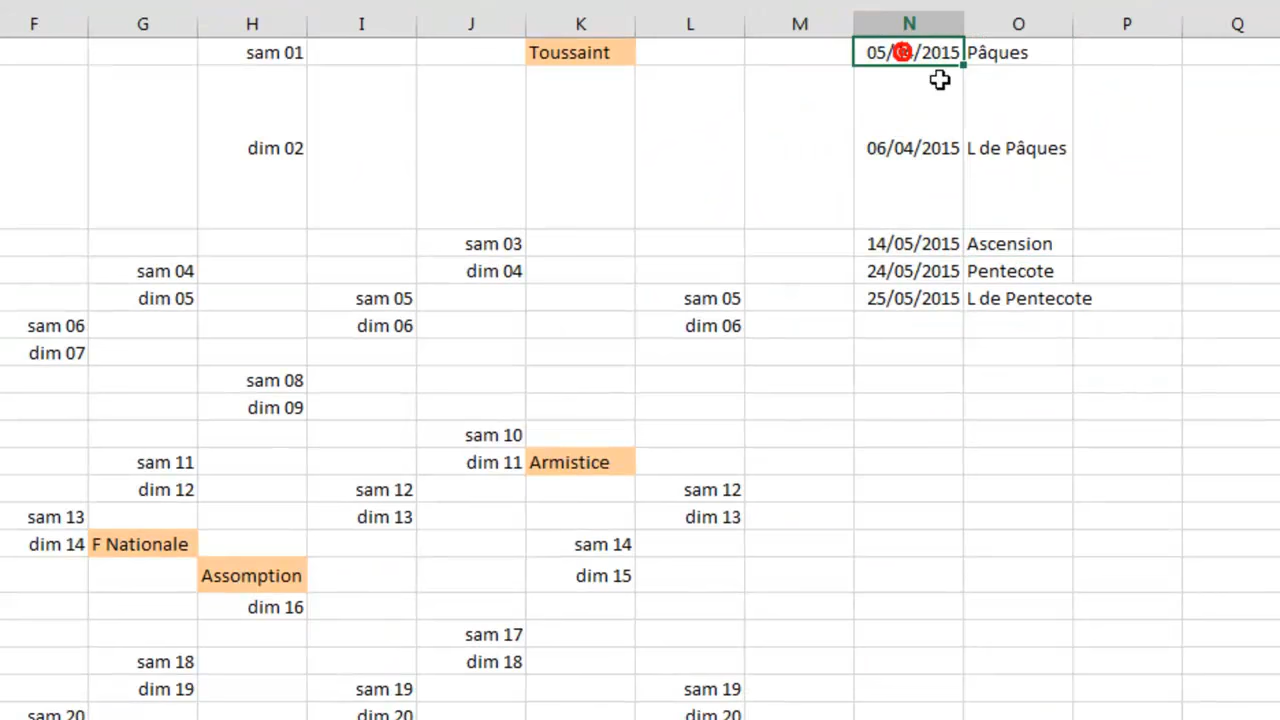 F G H I J K L M N O P Q
sam 01 Toussaint 05/ /2015 Pâques
dim 02 06/04/2015 L de Pâques
sam 03 14/05/2015 Ascension
sam 04 dim 04 24/05/2015 Pentecote
dim 05 sam 05 sam 05 25/05/2015 L de Pentecote
sam 06 dim 06 dim 06
dim 07
sam 08
dim 09
sam 10
sam 11 dim 11 Armistice
dim 12 sam 12 sam 12
sam 13 dim 13 dim 13
dim 14 F Nationale sam 14
Assomption dim 15
dim 16
sam 17
sam 18 dim 18
dim 19 sam 19 sam 19
sam 20 dim 20 dim 20